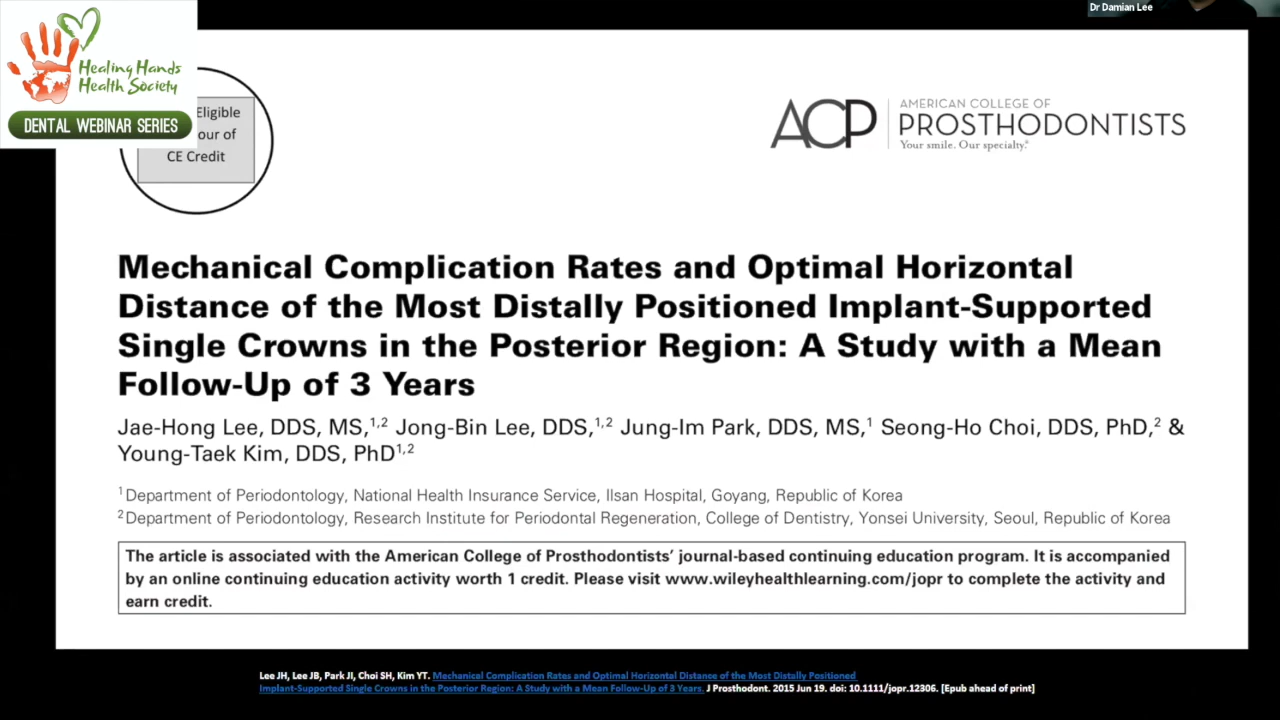 Dr Damian Lee
Healing Hands
Health Society
DENTAL WEBINAR SERIES
Eligible
our of
CE Credit
ACP
AMERICAN COLLEGE OF
PROSTHODONTISTS
Your smile. Our specialty.®
Mechanical Complication Rates and Optimal Horizontal
Distance of the Most Distally Positioned Implant-Supported
Single Crowns in the Posterior Region: A Study with a Mean
Follow-Up of 3 Years
Jae-Hong Lee, DDS, MS,1,2 Jong-Bin Lee, DDS,1,2 Jung-Im Park, DDS, MS,1 Seong-Ho Choi, DDS, PhD,2 &
Young-Taek Kim, DDS, PhD1,2
1 Department of Periodontology, National Health Insurance Service, Ilsan Hospital, Goyang, Republic of Korea
2 Department of Periodontology, Research Institute for Periodontal Regeneration, College of Dentistry, Yonsei University, Seoul, Republic of Korea
The article is associated with the American College of Prosthodontists' journal-based continuing education program. It is accompanied
by an online continuing education activity worth 1 credit. Please visit www.wileyhealthlearning.com/jopr to complete the activity and
earn credit.
Lee JH, Lee JB, Park JI, Choi SH, Kim YT. Mechanical Complication Rates and Optimal Horizontal Distance of the Most Distally Positioned
Implant-Supported Single Crowns in the Posterior Region: A Study with a Mean Follow-Up of 3 Years. J Prosthodont. 2015 Jun 19. doi: 10.1111/jopr.12306. [Epub ahead of print]